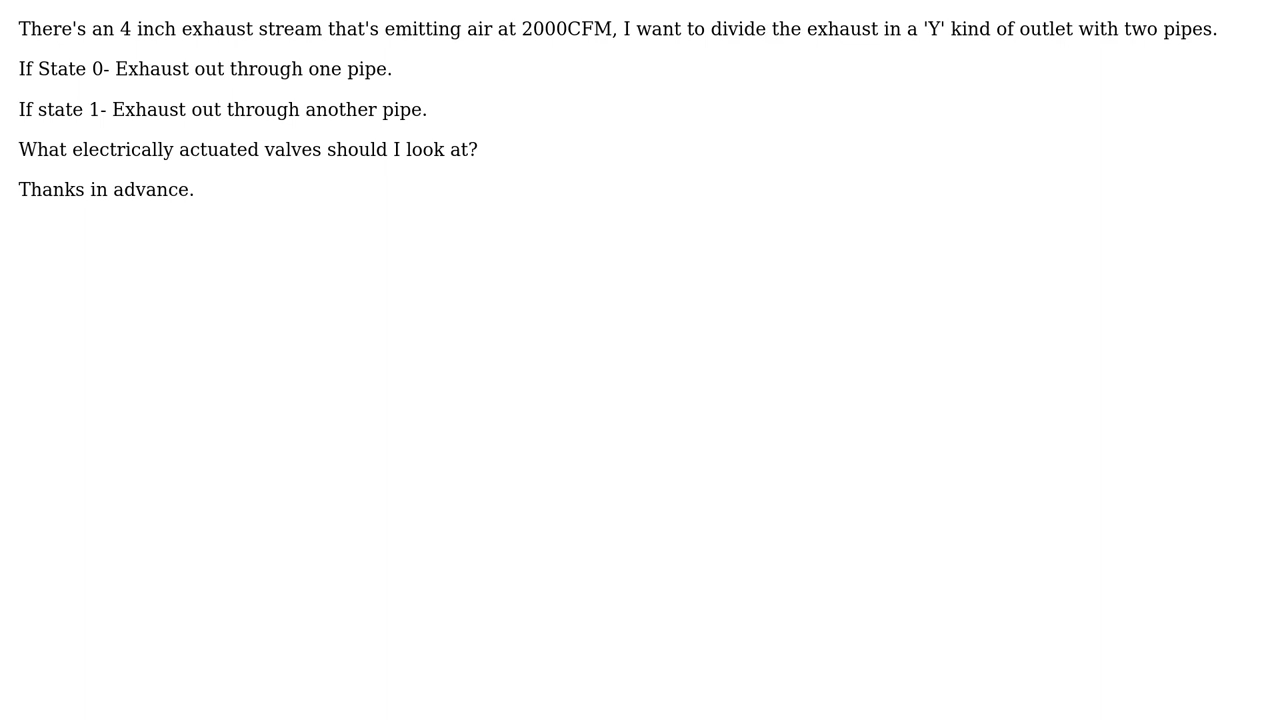 There's an 4 inch exhaust stream that's emitting air at 2000CFM, I want to divide the exhaust in a 'Y' kind of outlet with two pipes.
If State 0- Exhaust out through one pipe.
If state 1- Exhaust out through another pipe.
What electrically actuated valves should I look at?
Thanks in advance.